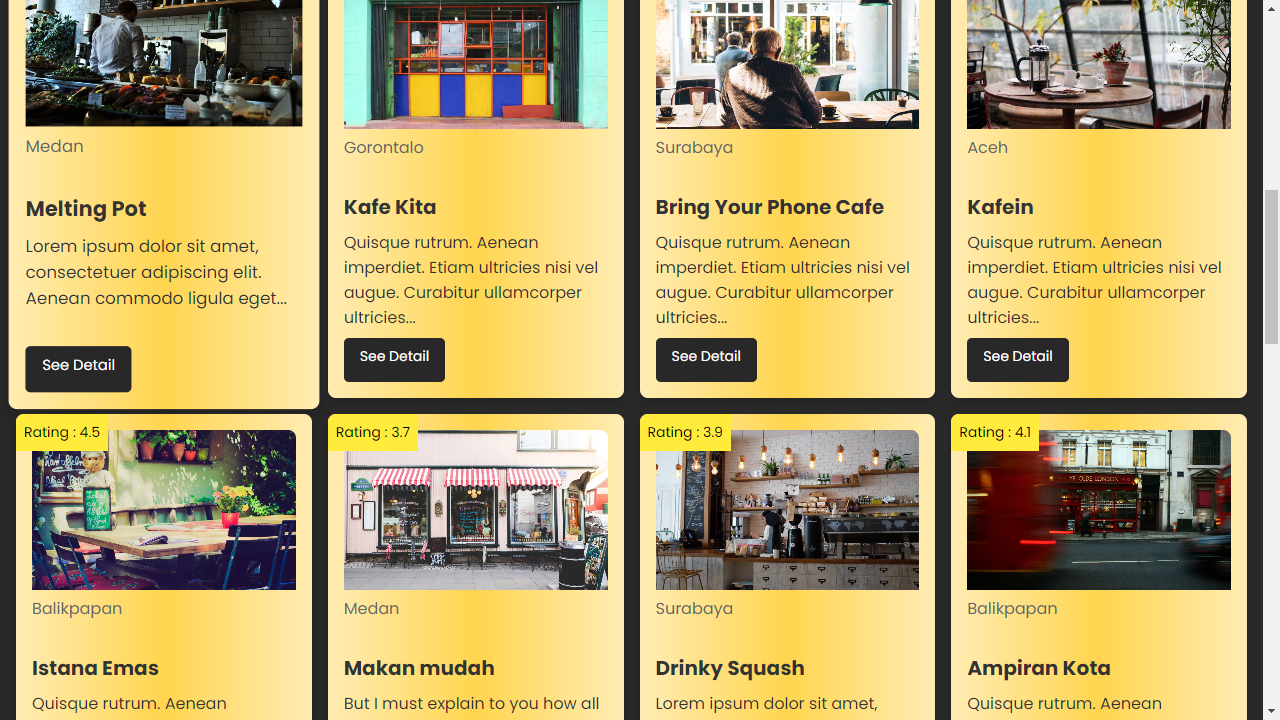 Medan
Melting Pot
Lorem ipsum dolor sit amet,
consectetuer adipiscing elit.
Aenean commodo ligula eget...
See Detail
Gorontalo
Kafe Kita
Quisque rutrum. Aenean
imperdiet. Etiam ultricies nisi vel
augue. Curabitur ullamcorper
ultricies...
See Detail
Surabaya
Bring Your Phone Cafe
Quisque rutrum. Aenean
imperdiet. Etiam ultricies nisi vel
augue. Curabitur ullamcorper
ultricies...
See Detail
Aceh
Kafein
Quisque rutrum. Aenean
imperdiet. Etiam ultricies nisi vel
augue. Curabitur ullamcorper
ultricies...
See Detail
Rating : 4.5
Balikpapan
Istana Emas
Quisque rutrum. Aenean
Rating : 3.7
Medan
Makan mudah
But I must explain to you how all
Rating : 3.9
Surabaya
Drinky Squash
Lorem ipsum dolor sit amet,
Rating : 4.1
YE OLDE LONDON
Balikpapan
Ampiran Kota
Quisque rutrum. Aenean